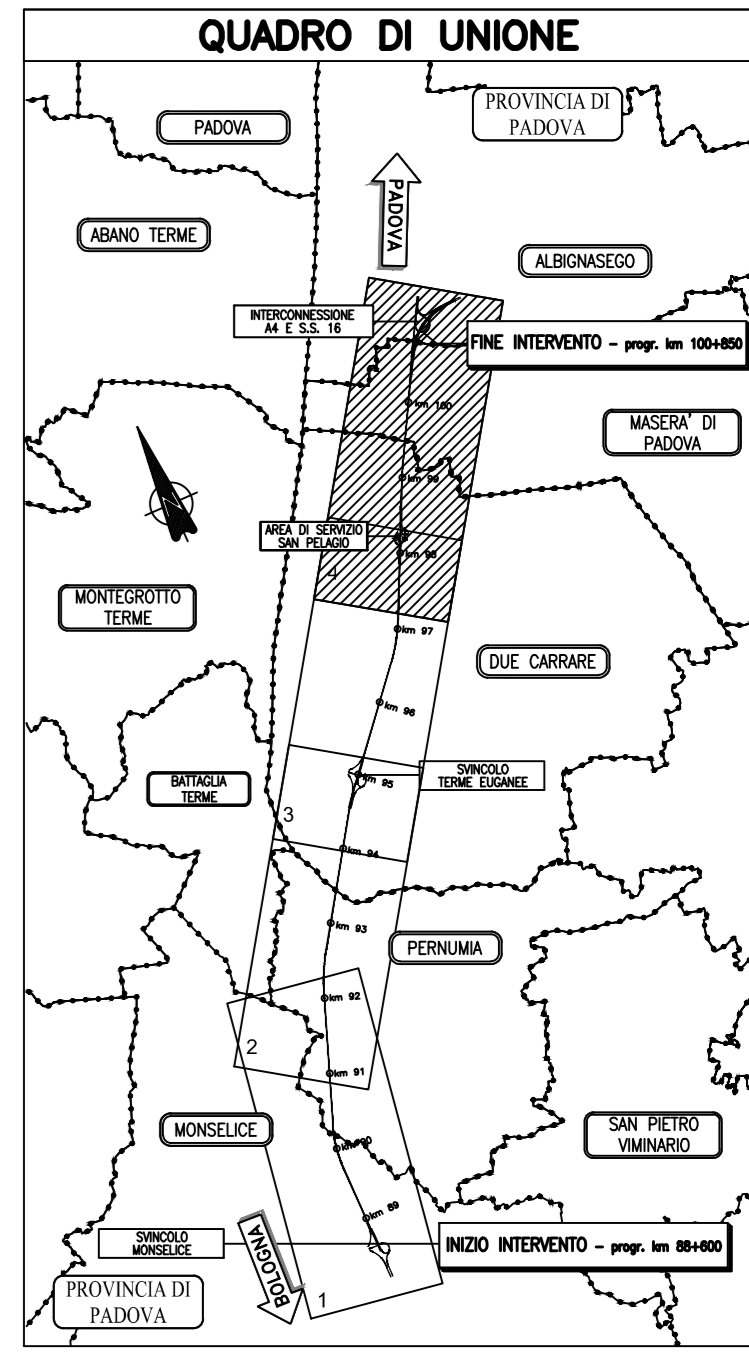 QUADRO DI UNIONE
PROVINCIA DI
PADOVA
PADOVA
PADOVA
ABANO TERME
ALBIGNASEGO
INTERCONNESSIONE
A4 E S.S. 16
FINE INTERVENTO - progr. km 100+850
km 100
MASERA' DI
PADOVA
km 99
AREA DI SERVIZIO
SAN PELAGIO
km 98
4
MONTEGROTTO
TERME
km 97
DUE CARRARE
km 96
SVINCOLO
TERME EUGANEE
km 95
BATTAGLIA
TERME
3
km 94
km 93
PERNUMIA
km 92
2
km 91
MONSELICE
SAN PIETRO
VIMINARIO
km 90
km 89
SVINCOLO
MONSELICE
BOLOGNA
INIZIO INTERVENTO - progr. km 88+600
PROVINCIA DI
PADOVA
1